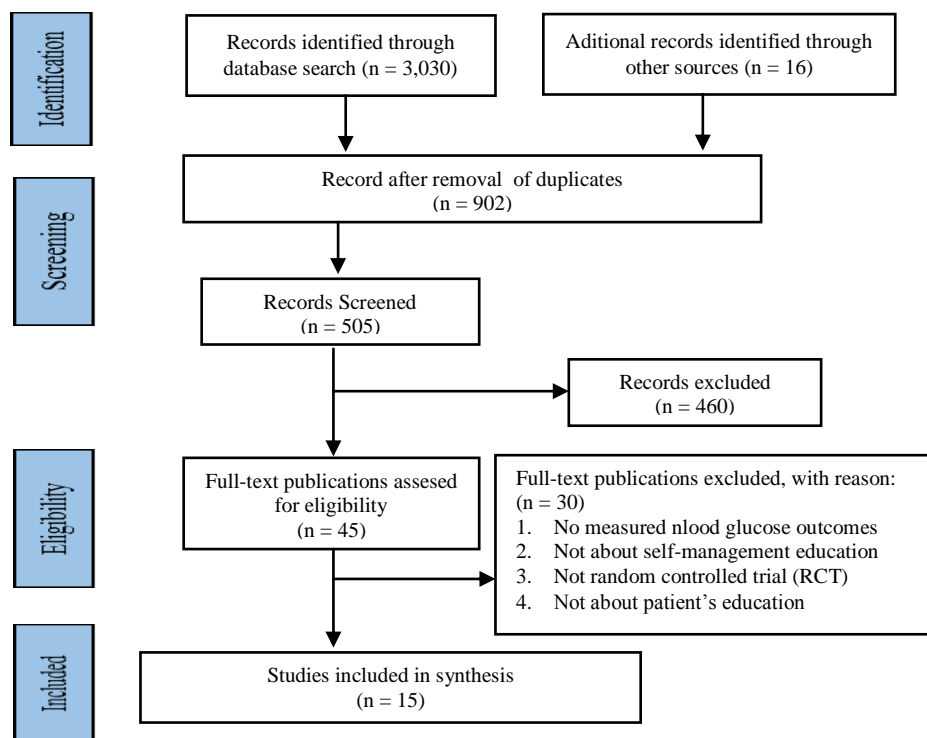 Identification
Records identified through
database search (n = 3,030)
Aditional records identified through
other sources (n = 16)
Screening
Record after removal of duplicates
(n = 902)
Records Screened
(n = 505)
Records excluded
(n = 460)
Eligibility
Full-text publications assesed
for eligibility
(n = 45)
Full-text publications excluded, with reason:
(n = 30)
1. No measured nlood glucose outcomes
2. Not about self-management education
3. Not random controlled trial (RCT)
4. Not about patient’s education
Included
Studies included in synthesis
(n = 15)